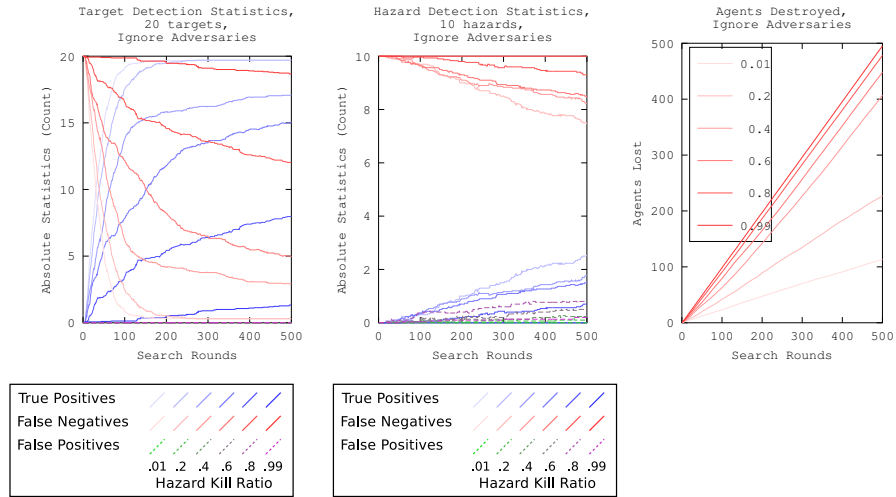 Target Detection Statistics,
20 targets,
Ignore Adversaries
20
15
10
5
0
Absolute Statistics (Count)
0 100 200 300 400 500
Search Rounds
True Positives
False Negatives
False Positives
.01 .2 .4 .6 .8 .99
Hazard Kill Ratio
Hazard Detection Statistics,
10 hazards,
Ignore Adversaries
10
8
6
4
2
0
Absolute Statistics (Count)
0 100 200 300 400 500
Search Rounds
True Positives
False Negatives
False Positives
.01 .2 .4 .6 .8 .99
Hazard Kill Ratio
Agents Destroyed,
Ignore Adversaries
500
400
300
200
100
0
Agents Lost
0.01
0.2
0.4
0.6
0.8
0.99
0 100 200 300 400 500
Search Rounds